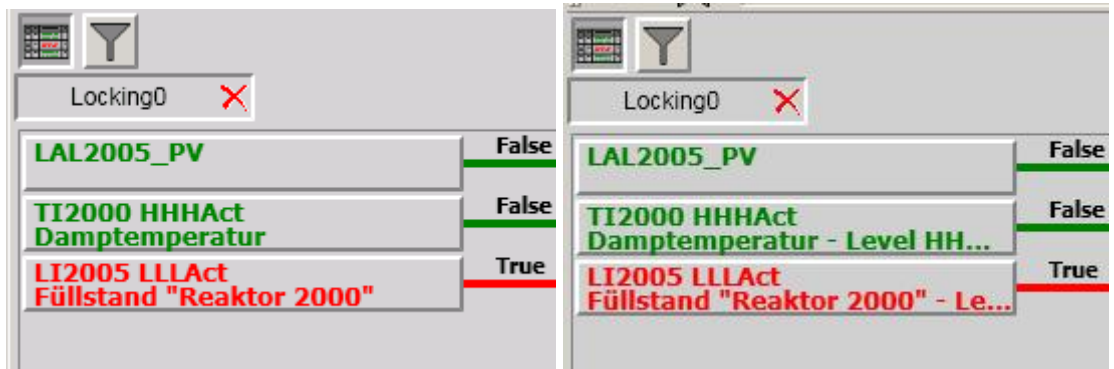 Locking0
LAL2005_PV
False
TI2000 HHHAct
Damptemperatur
False
LI2005 LLLAct
Füllstand "Reaktor 2000"
True
Locking0
LAL2005_PV
False
TI2000 HHHAct
Damptemperatur - Level HH...
False
LI2005 LLLAct
Füllstand "Reaktor 2000" - Le...
True